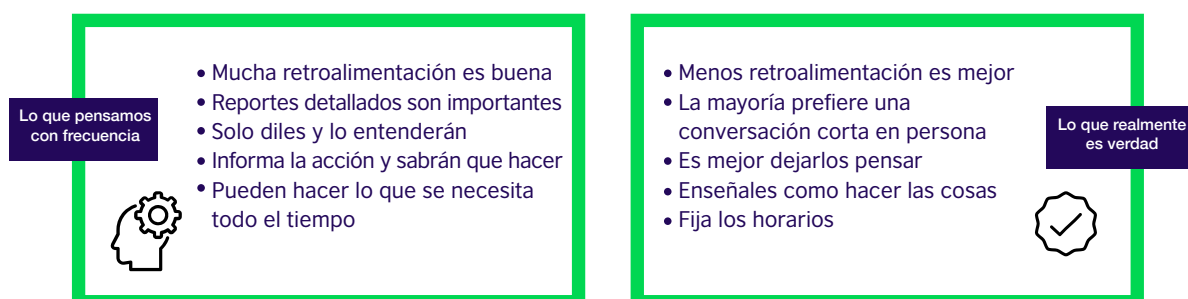 Lo que pensamos
con frecuencia
• Mucha retroalimentación es buena
• Reportes detallados son importantes
• Solo diles y lo entenderán
• Informa la acción y sabrán que hacer
• Pueden hacer lo que se necesita
todo el tiempo
• Menos retroalimentación es mejor
• La mayoría prefiere una
conversación corta en persona
• Es mejor dejarlos pensar
• Enseñales como hacer las cosas
• Fija los horarios
Lo que realmente
es verdad